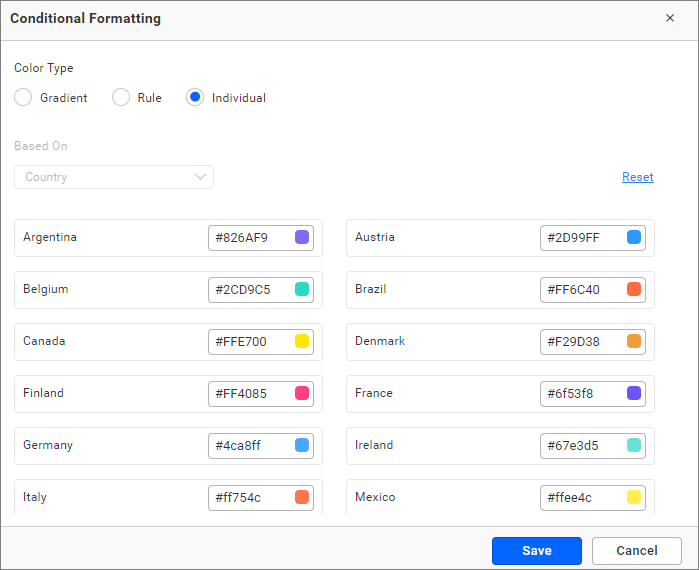 Conditional Formatting
Color Type
Gradient Rule Individual
Based On
Country
Reset
Argentina #826AF9 Austria #2D99FF
Belgium #2CD9C5 Brazil #FF6C40
Canada #FFE700 Denmark #F29D38
Finland #FF4085 France #6f53f8
Germany #4ca8ff Ireland #67e3d5
Italy #ff754c Mexico #ffee4c
Save Cancel